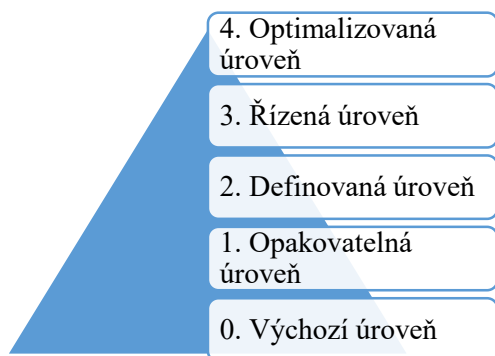 4. Optimalizovaná
úroveň
3. Řízená úroveň
2. Definovaná úroveň
1. Opakovatelná
úroveň
0. Výchozí úroveň